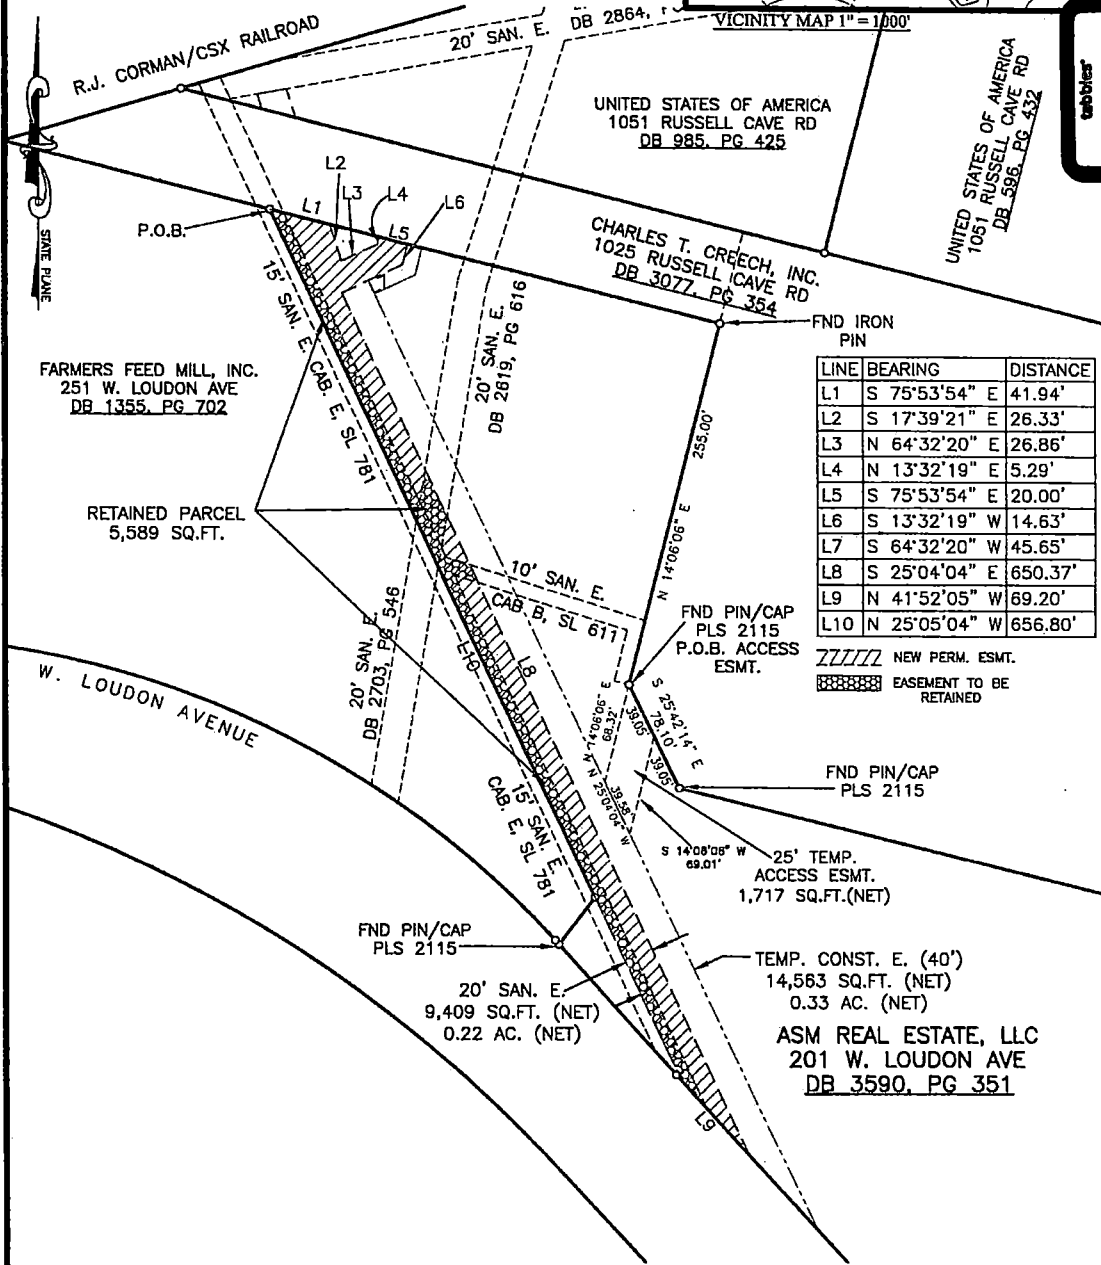 VICINITY MAP 1" = 1000'
tabbies®
R.J. CORMAN/CSX RAILROAD
20' SAN. E.
DB 2864,
UNITED STATES OF AMERICA
1051 RUSSELL CAVE RD
DB 985, PG 425
UNITED STATES OF AMERICA
1051 RUSSELL CAVE RD
DB 596, PG 432
STATE PLANE
P.O.B.
L1
L2
L3
L4
L5
L6
CHARLES T. CREECH, INC.
1025 RUSSELL CAVE RD
DB 3077, PG 354
FND IRON
PIN
15' SAN. E.
CAB. E, SL 781
20' SAN. E.
DB 2619, PG 616
FARMERS FEED MILL, INC.
251 W. LOUDON AVE
DB 1355, PG 702
LINE BEARING DISTANCE
L1 S 75°53'54" E 41.94'
L2 S 17°39'21" E 26.33'
L3 N 64°32'20" E 26.86'
L4 N 13°32'19" E 5.29'
L5 S 75°53'54" E 20.00'
L6 S 13°32'19" W 14.63'
L7 S 64°32'20" W 45.65'
L8 S 25°04'04" E 650.37'
L9 N 41°52'05" W 69.20'
L10 N 25°05'04" W 656.80'
NEW PERM. ESMT.
EASEMENT TO BE
RETAINED
N 14°06'06" E
255.00'
RETAINED PARCEL
5,589 SQ.FT.
10' SAN. E.
CAB B, SL 611
20' SAN. E.
DB 2703, PG 546
L10
L8
FND PIN/CAP
PLS 2115
P.O.B. ACCESS
ESMT.
W. LOUDON AVENUE
N 14°06'06" E
68.32'
S 25°42'14" E
78.10'
39.05'
39.05'
39.58'
N 25°04'04" W
FND PIN/CAP
PLS 2115
15' SAN. E.
CAB. E, SL 781
S 14°08'08" W
69.01'
25' TEMP.
ACCESS ESMT.
1,717 SQ.FT.(NET)
FND PIN/CAP
PLS 2115
20' SAN. E.
9,409 SQ.FT. (NET)
0.22 AC. (NET)
TEMP. CONST. E. (40')
14,563 SQ.FT. (NET)
0.33 AC. (NET)
ASM REAL ESTATE, LLC
201 W. LOUDON AVE
DB 3590, PG 351
L9